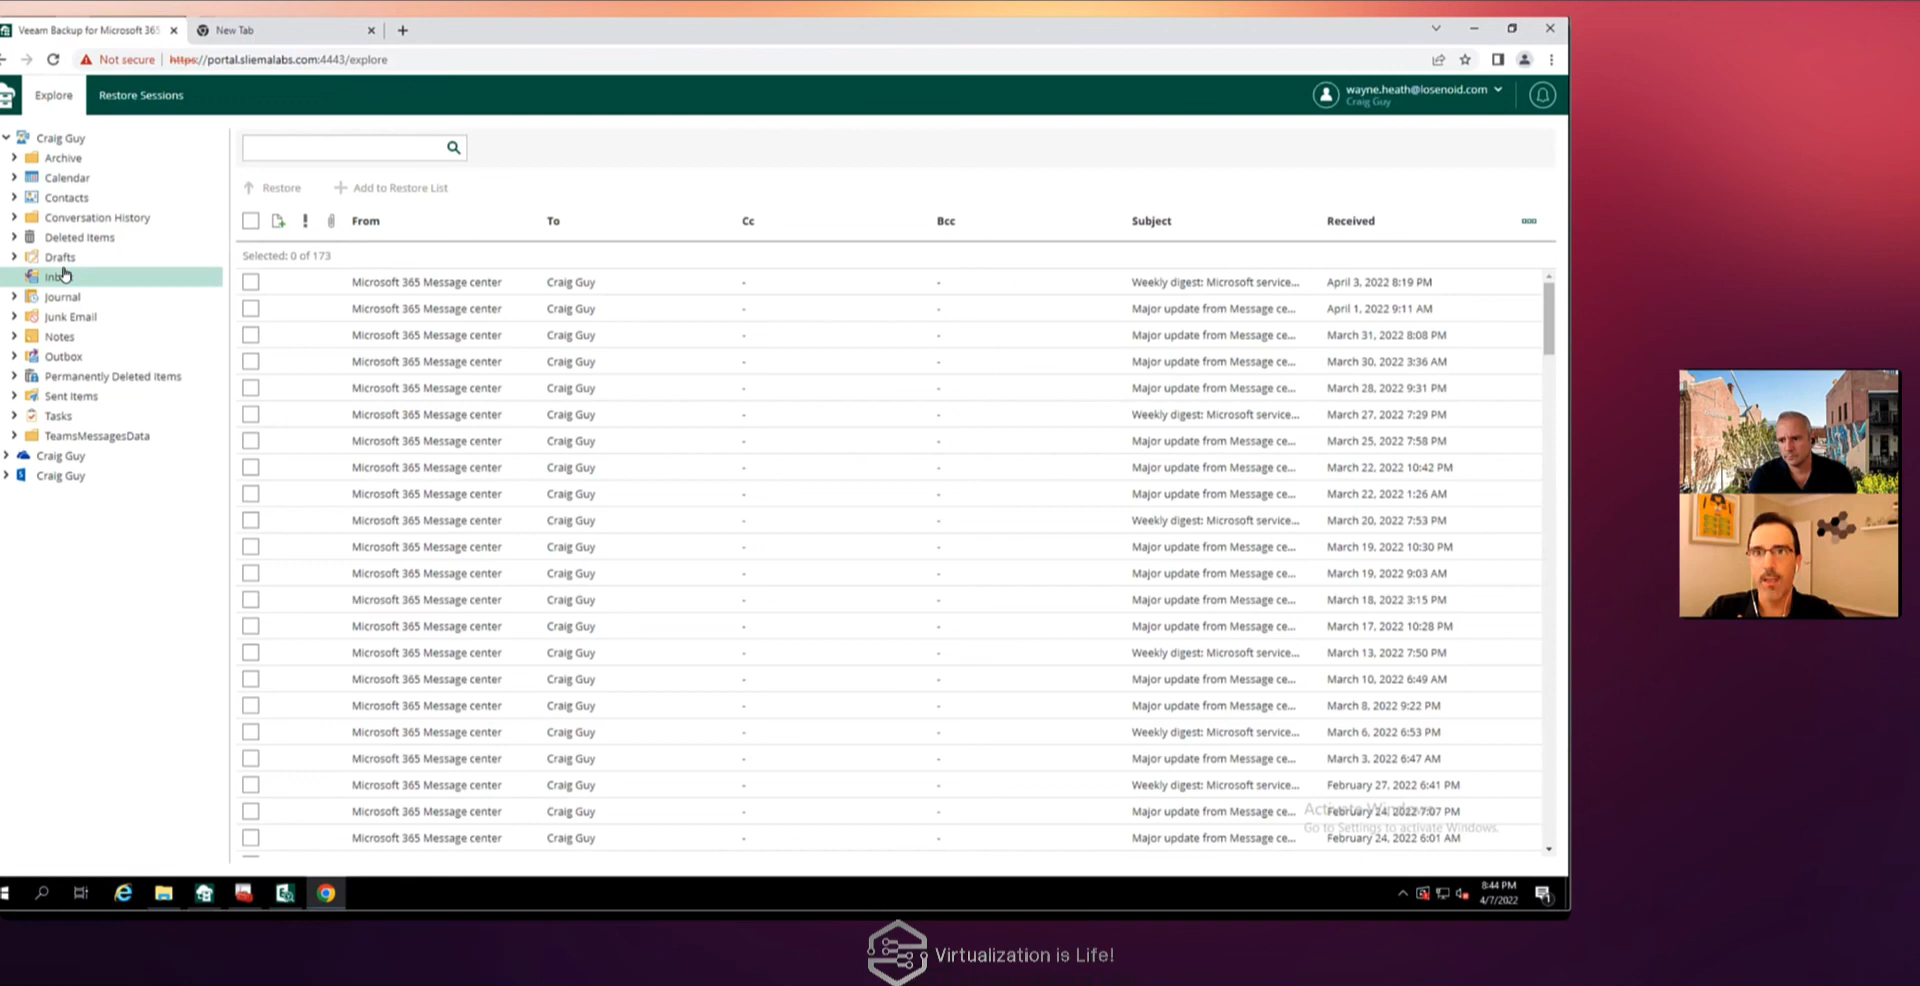 Veeam Backup for Microsoft 365
New Tab
Not secure
https://portal.sliemalabs.com:4443/explore
Explore
Restore Sessions
wayne.heath@losenoid.com
Craig Guy
Craig Guy
Archive
Calendar
Contacts
Conversation History
Deleted Items
Drafts
Journal
Junk Email
Notes
Outbox
Permanently Deleted Items
Sent Items
Tasks
TeamsMessagesData
Craig Guy
Craig Guy
Restore
Add to Restore List
From To Cc Bcc Subject Received
Selected: 0 of 173
Microsoft 365 Message center Craig Guy - - Weekly digest: Microsoft service... April 3, 2022 8:19 PM
Microsoft 365 Message center Craig Guy - - Major update from Message ce... April 1, 2022 9:11 AM
Microsoft 365 Message center Craig Guy - - Major update from Message ce... March 31, 2022 8:08 PM
Microsoft 365 Message center Craig Guy - - Major update from Message ce... March 30, 2022 3:36 AM
Microsoft 365 Message center Craig Guy - - Major update from Message ce... March 28, 2022 9:31 PM
Microsoft 365 Message center Craig Guy - - Weekly digest: Microsoft service... March 27, 2022 7:29 PM
Microsoft 365 Message center Craig Guy - - Major update from Message ce... March 25, 2022 7:58 PM
Microsoft 365 Message center Craig Guy - - Major update from Message ce... March 22, 2022 10:42 PM
Microsoft 365 Message center Craig Guy - - Major update from Message ce... March 22, 2022 1:26 AM
Microsoft 365 Message center Craig Guy - - Weekly digest: Microsoft service... March 20, 2022 7:53 PM
Microsoft 365 Message center Craig Guy - - Major update from Message ce... March 19, 2022 10:30 PM
Microsoft 365 Message center Craig Guy - - Major update from Message ce... March 19, 2022 9:03 AM
Microsoft 365 Message center Craig Guy - - Major update from Message ce... March 18, 2022 3:15 PM
Microsoft 365 Message center Craig Guy - - Major update from Message ce... March 17, 2022 10:28 PM
Microsoft 365 Message center Craig Guy - - Weekly digest: Microsoft service... March 13, 2022 7:50 PM
Microsoft 365 Message center Craig Guy - - Major update from Message ce... March 10, 2022 6:49 AM
Microsoft 365 Message center Craig Guy - - Major update from Message ce... March 8, 2022 9:22 PM
Microsoft 365 Message center Craig Guy - - Weekly digest: Microsoft service... March 6, 2022 6:53 PM
Microsoft 365 Message center Craig Guy - - Major update from Message ce... March 3, 2022 6:47 AM
Microsoft 365 Message center Craig Guy - - Weekly digest: Microsoft service... February 27, 2022 6:41 PM
Microsoft 365 Message center Craig Guy - - Major update from Message ce... February 24, 2022 7:07 PM
Microsoft 365 Message center Craig Guy - - Major update from Message ce... February 24, 2022 6:01 AM
Activate Windows
Go to Settings to activate Windows.
8:44 PM
4/7/2022
1
Virtualization is Life!